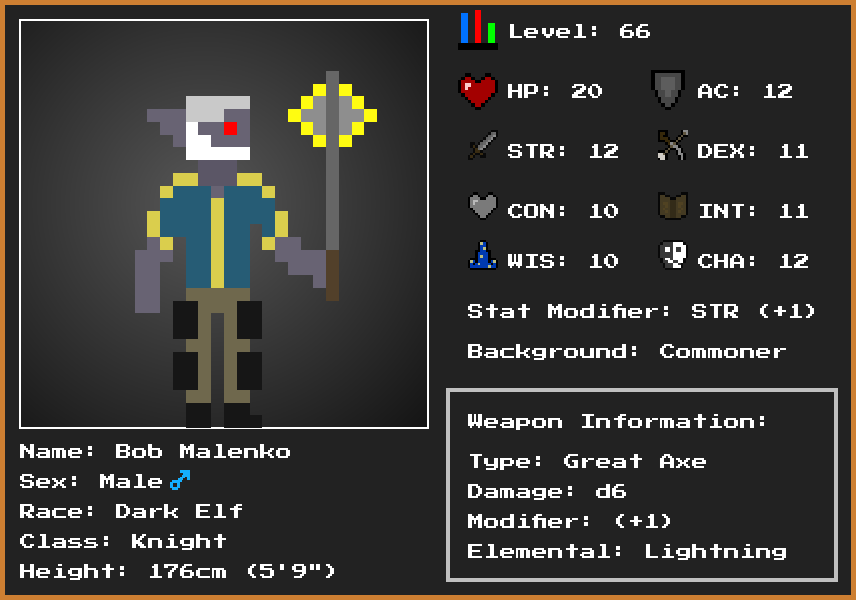 Level: 66
HP: 20 AC: 12
STR: 12 DEX: 11
CON: 10 INT: 11
WIS: 10 CHA: 12
Stat Modifier: STR (+1)
Background: Commoner
Weapon Information:
Type: Great Axe
Damage: d6
Modifier: (+1)
Elemental: Lightning
Name: Bob Malenko
Sex: Male ♂
Race: Dark Elf
Class: Knight
Height: 176cm (5'9")